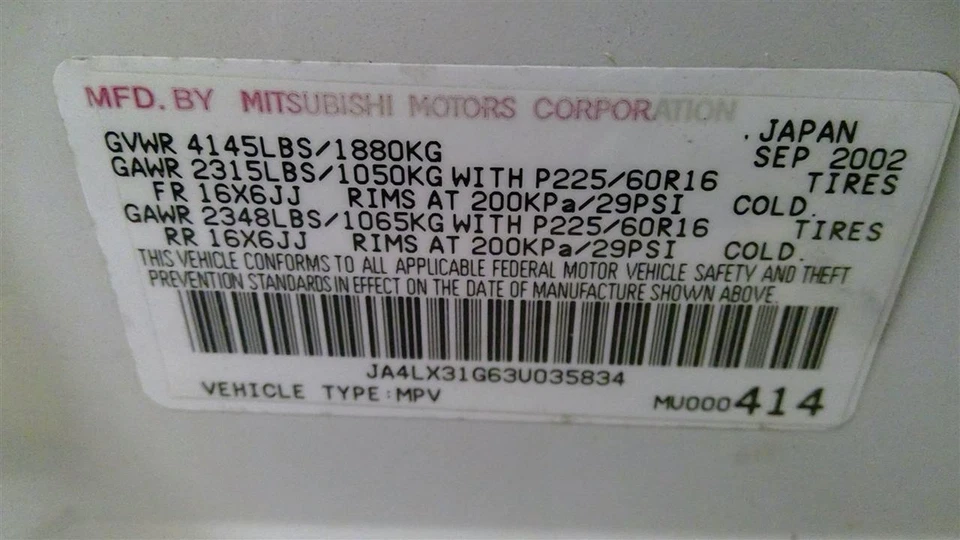 MFD. BY MITSUBISHI MOTORS CORPORATION
. JAPAN
GVWR 4145LBS/1880KG SEP 2002
GAWR 2315LBS/1050KG WITH P225/60R16 TIRES
FR 16X6JJ RIMS AT 200KPa/29PSI COLD.
GAWR 2348LBS/1065KG WITH P225/60R16 TIRES
RR 16X6JJ RIMS AT 200KPa/29PSI COLD.
THIS VEHICLE CONFORMS TO ALL APPLICABLE FEDERAL MOTOR VEHICLE SAFETY AND THEFT
PREVENTION STANDARDS IN EFFECT ON THE DATE OF MANUFACTURE SHOWN ABOVE.
JA4LX31G63U035834
VEHICLE TYPE:MPV MU000414